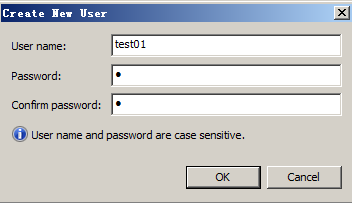 Create New User
User name:
test01
Password:
●
Confirm password:
●
User name and password are case sensitive.
OK
Cancel